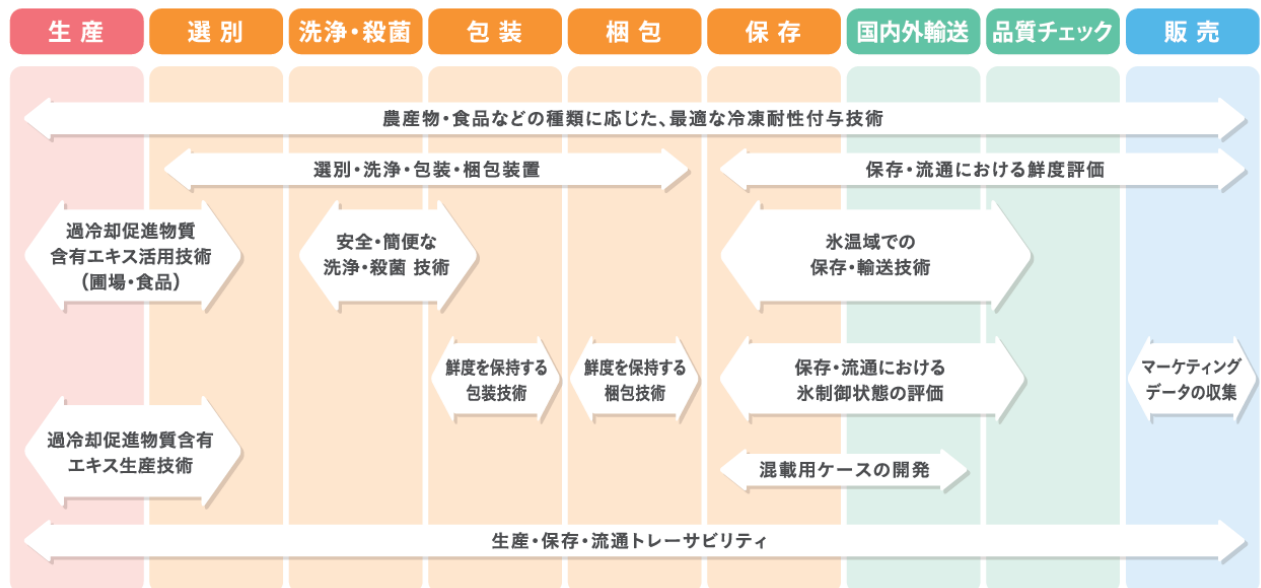 生産
選別
洗浄・殺菌
包装
梱包
保存
国内外輸送
品質チェック
販売
農産物・食品などの種類に応じた、最適な冷凍耐性付与技術
選別・洗浄・包装・梱包装置
保存・流通における鮮度評価
過冷却促進物質
含有エキス活用技術
(圃場・食品)
安全・簡便な
洗浄・殺菌 技術
氷温域での
保存・輸送技術
鮮度を保持する
包装技術
鮮度を保持する
梱包技術
保存・流通における
氷制御状態の評価
マーケティング
データの収集
過冷却促進物質含有
エキス生産技術
混載用ケースの開発
生産・保存・流通トレーサビリティ